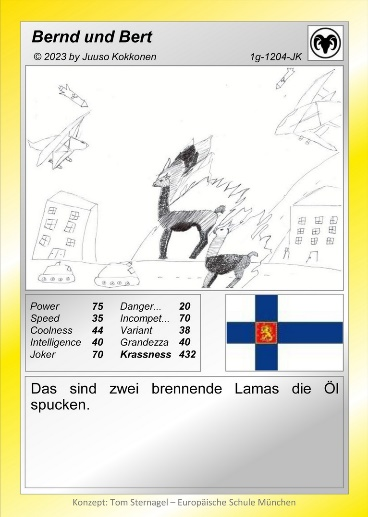 Bernd und Bert
© 2023 by Juuso Kokkonen 1g-1204-JK
Power 75 Danger... 20
Speed 35 Incompet... 70
Coolness 44 Variant 38
Intelligence 40 Grandezza 40
Joker 70 Krassness 432
Das sind zwei brennende Lamas die Öl
spucken.
Konzept: Tom Sternagel – Europäische Schule München